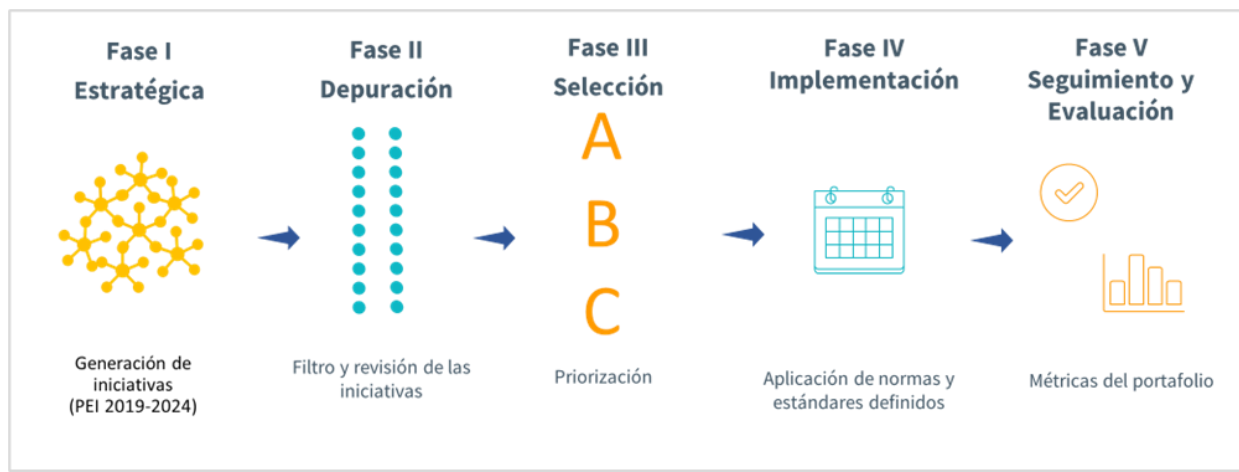 Fase I
Estratégica
Generación de
iniciativas
(PEI 2019-2024)
Fase II
Depuración
Filtro y revisión de las
iniciativas
Fase III
Selección
A
B
C
Priorización
Fase IV
Implementación
Aplicación de normas y
estándares definidos
Fase V
Seguimiento y
Evaluación
Métricas del portafolio